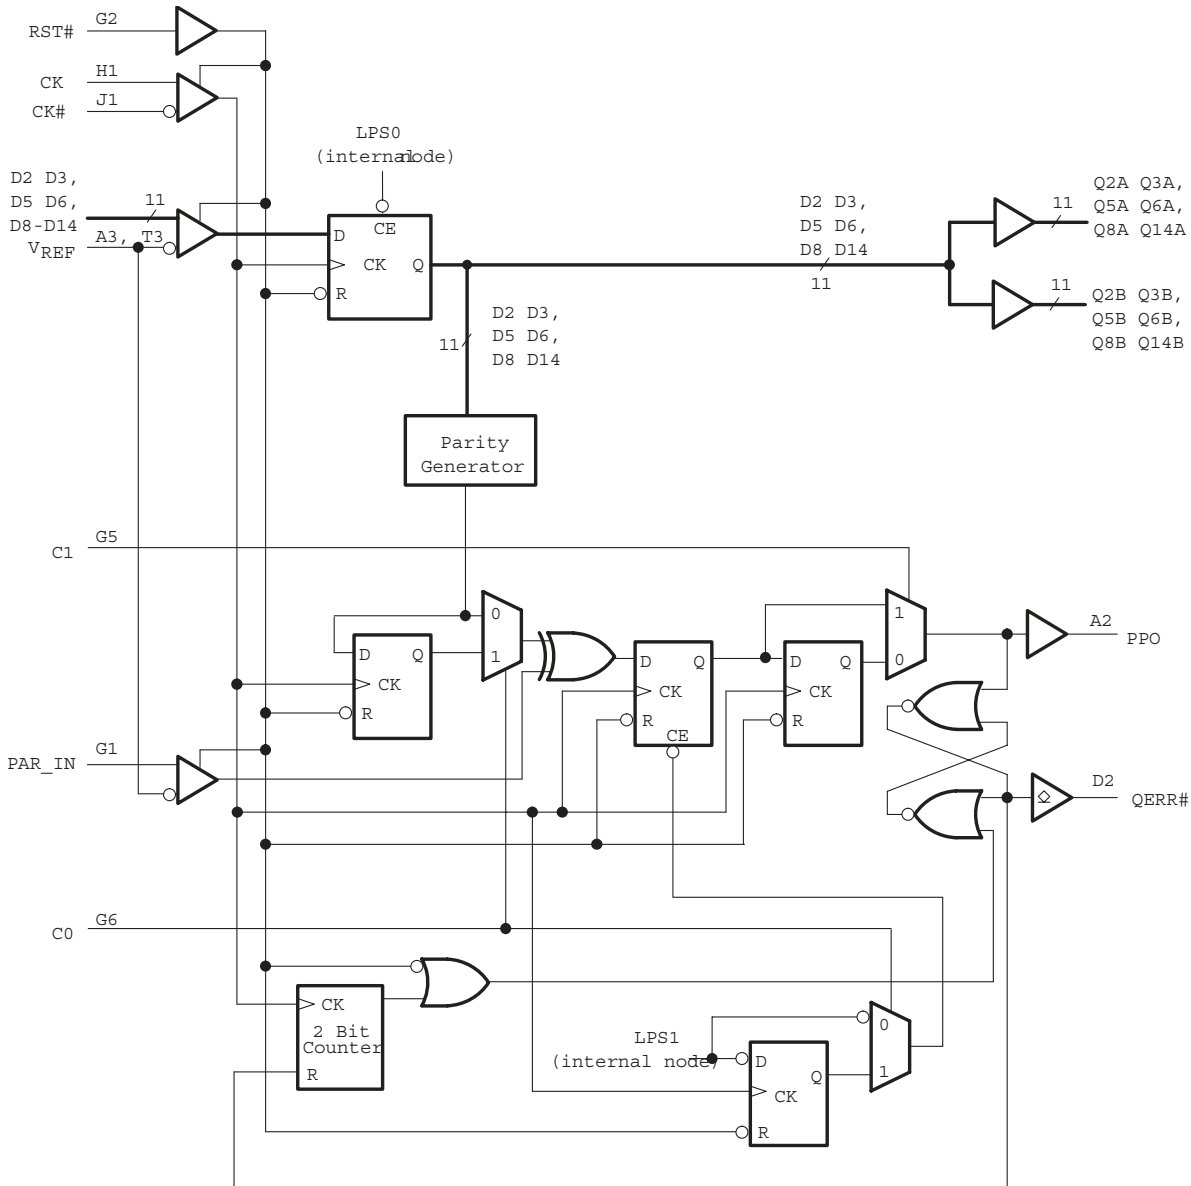 G2
RST#
H1
CK
J1
CK#
LPS0
(internal node)
D2 D3,
D5 D6,
D8-D14
11
VREF
A3, T3
D
CE
CK
Q
R
D2 D3,
D5 D6,
D8 D14
11
11
Q2A Q3A,
Q5A Q6A,
Q8A Q14A
11
Q2B Q3B,
Q5B Q6B,
Q8B Q14B
D2 D3,
D5 D6,
D8 D14
11
Parity
Generator
G5
C1
0
1
D
Q
CK
R
D
Q
CK
R
CE
D
Q
CK
R
1
0
A2
PPO
G1
PAR_IN
D2
QERR#
G6
C0
CK
2 Bit
Counter
R
LPS1
(internal node)
D
Q
CK
R
0
1